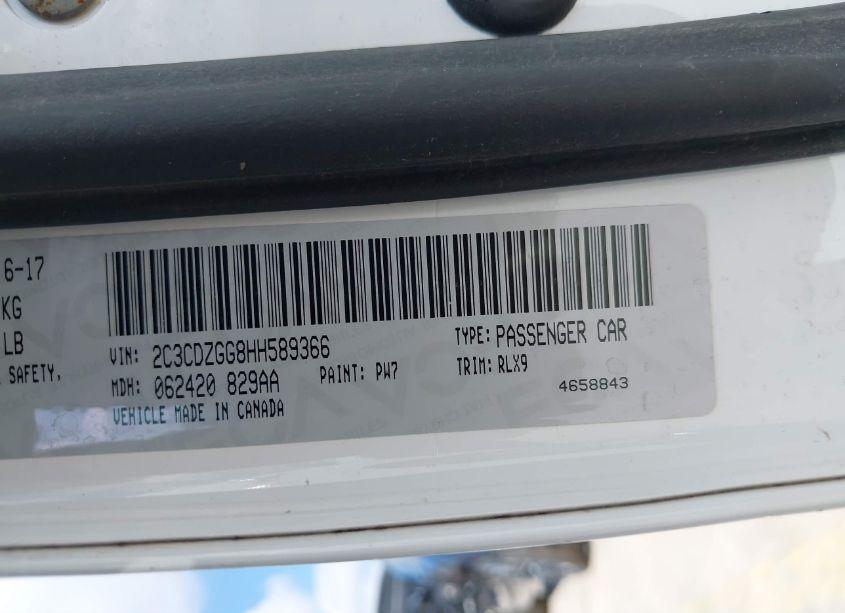 6-17
KG
LB
SAFETY.
VIN: 2C3CDZGG8HH589366
TYPE: PASSENGER CAR
MDH: 062420 829AA
PAINT: PW7
TRIM: RLX9
4658843
VEHICLE MADE IN CANADA